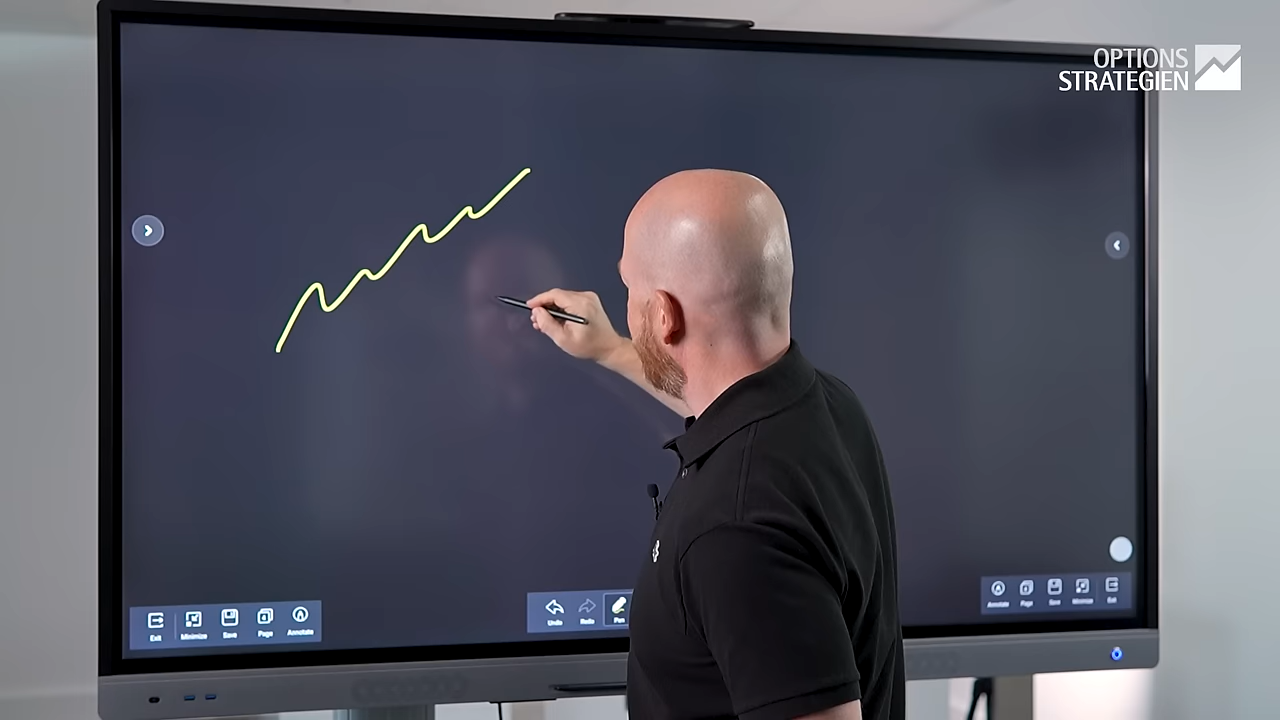 OPTIONS
STRATEGIEN
Exit
Minimize
Save
Page
Annotate
Undo
Redo
Pen
Annotate
Page
Save
Minimize
Exit